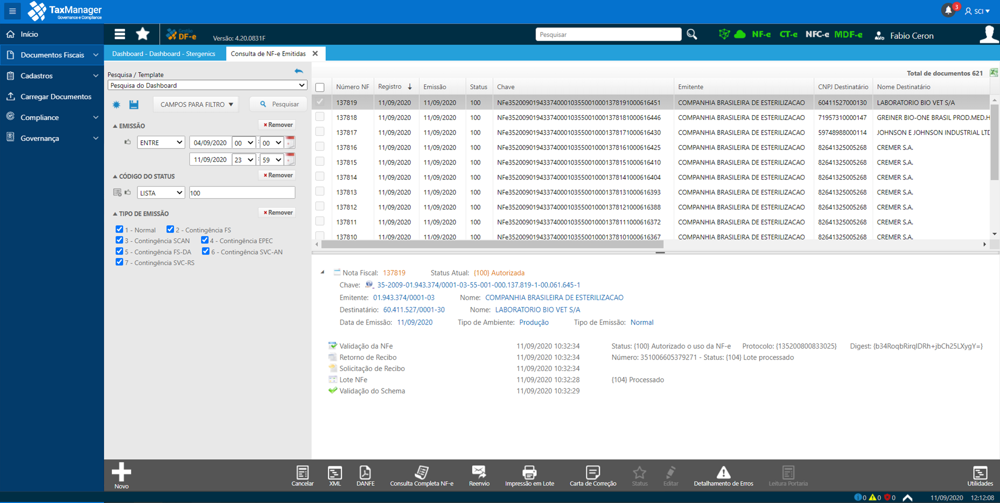 TaxManager
Governance e Compliance
3
SCI
Início
Documentos Fiscais
Cadastros
Carregar Documentos
Compliance
Governança
Gestão
DF-e
Versão: 4.20.0831F
Pesquisar
NF-e CT-e NFC-e MDF-e
Fabio Ceron
Dashboard - Dashboard - Stergenics
Consulta de NF-e Emitidas
Pesquisa / Template
Pesquisa do Dashboard
CAMPOS PARA FILTRO
Pesquisar
EMISSÃO
Remover
ENTRE
04/09/2020 00 : 00
11/09/2020 23 : 59
CÓDIGO DO STATUS
Remover
LISTA
100
TIPO DE EMISSÃO
Remover
1 - Normal 2 - Contingência FS
3 - Contingência SCAN 4 - Contingência EPEC
5 - Contingência FS-DA 6 - Contingência SVC-AN
7 - Contingência SVC-RS
Total de documentos 621
Número NF Registro Emissão Status Chave Emitente CNPJ Destinatário Nome Destinatário
137819 11/09/2020 11/09/2020 100 NFe35200901943374000103550010001378191000616451 COMPANHIA BRASILEIRA DE ESTERILIZACAO 60411527000130 LABORATORIO BIO VET S/A
137818 11/09/2020 11/09/2020 100 NFe35200901943374000103550010001378181000616446 COMPANHIA BRASILEIRA DE ESTERILIZACAO 71957310000147 GREINER BIO-ONE BRASIL PROD.MED.H
137817 11/09/2020 11/09/2020 100 NFe35200901943374000103550010001378171000616430 COMPANHIA BRASILEIRA DE ESTERILIZACAO 59748988000114 JOHNSON E JOHNSON INDUSTRIAL LTD
137816 11/09/2020 11/09/2020 100 NFe35200901943374000103550010001378161000616425 COMPANHIA BRASILEIRA DE ESTERILIZACAO 82641325005268 CREMER S.A.
137815 11/09/2020 11/09/2020 100 NFe35200901943374000103550010001378151000616410 COMPANHIA BRASILEIRA DE ESTERILIZACAO 82641325005268 CREMER S.A.
137814 11/09/2020 11/09/2020 100 NFe35200901943374000103550010001378141000616404 COMPANHIA BRASILEIRA DE ESTERILIZACAO 82641325005268 CREMER S.A.
137813 11/09/2020 11/09/2020 100 NFe35200901943374000103550010001378131000616393 COMPANHIA BRASILEIRA DE ESTERILIZACAO 82641325005268 CREMER S.A.
137812 11/09/2020 11/09/2020 100 NFe35200901943374000103550010001378121000616388 COMPANHIA BRASILEIRA DE ESTERILIZACAO 82641325005268 CREMER S.A.
137811 11/09/2020 11/09/2020 100 NFe35200901943374000103550010001378111000616372 COMPANHIA BRASILEIRA DE ESTERILIZACAO 82641325005268 CREMER S.A.
137810 11/09/2020 11/09/2020 100 NFe35200901943374000103550010001378101000616367 COMPANHIA BRASILEIRA DE ESTERILIZACAO 82641325005268 CREMER S.A.
Nota Fiscal: 137819 Status Atual: {100} Autorizada
Chave: 35-2009-01.943.374/0001-03-55-001-000.137.819-1-00.061.645-1
Emitente: 01.943.374/0001-03 Nome: COMPANHIA BRASILEIRA DE ESTERILIZACAO
Destinatário: 60.411.527/0001-30 Nome: LABORATORIO BIO VET S/A
Data de Emissão: 11/09/2020 Tipo de Ambiente: Produção Tipo de Emissão: Normal
Validação da NFe 11/09/2020 10:32:34 Status: {100} Autorizado o uso da NF-e Protocolo: {135200800833025} Digest: {b34RoqbRirqIDRh+jbCh25LXygY=}
Retorno de Recibo 11/09/2020 10:32:34 Número: 351006605379271 - Status: {104} Lote processado
Solicitação de Recibo 11/09/2020 10:32:34
Lote NFe 11/09/2020 10:32:28 {104} Processado
Validação do Schema 11/09/2020 10:32:29
Novo
Cancelar
XML
DANFE
Consulta Completa NF-e
Reenvio
Impressão em Lote
Carta de Correção
Status
Editar
Detalhamento de Erros
Leitura Portaria
Utilidades
0 0 0 11/09/2020 12:12:08